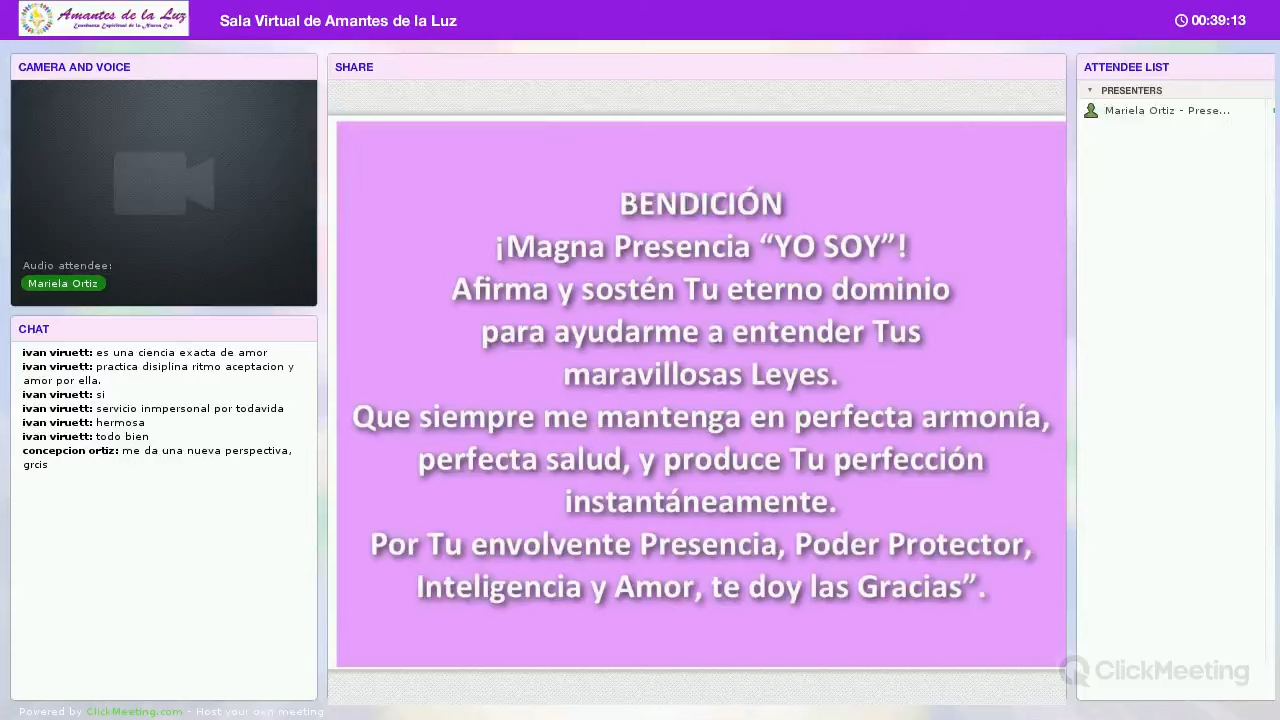 Amantes de la Luz
Enseñanza Espiritual de la Nueva Era
Sala Virtual de Amantes de la Luz
00:39:13
CAMERA AND VOICE
Audio attendee:
Mariela Ortiz
CHAT
ivan viruett: es una ciencia exacta de amor
ivan viruett: practica disiplina ritmo aceptacion y
amor por ella.
ivan viruett: si
ivan viruett: servicio inmpersonal por todavida
ivan viruett: hermosa
ivan viruett: todo bien
concepcion ortiz: me da una nueva perspectiva,
grcis
SHARE
BENDICIÓN
¡Magna Presencia “YO SOY”!
Afirma y sostén Tu eterno dominio
para ayudarme a entender Tus
maravillosas Leyes.
Que siempre me mantenga en perfecta armonía,
perfecta salud, y produce Tu perfección
instantáneamente.
Por Tu envolvente Presencia, Poder Protector,
Inteligencia y Amor, te doy las Gracias”.
ATTENDEE LIST
PRESENTERS
Mariela Ortiz - Prese...
ClickMeeting
Powered by ClickMeeting.com - Host your own meeting